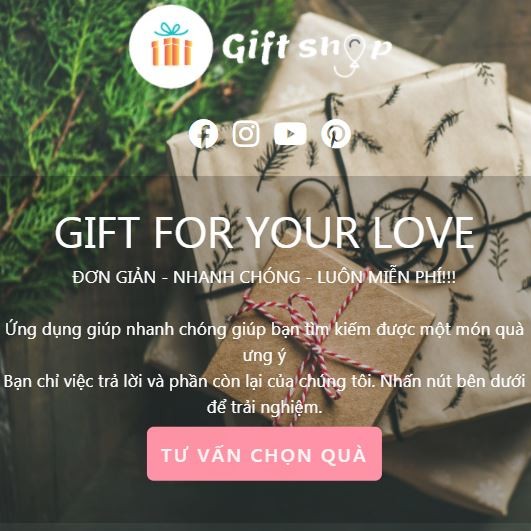 Gift shop
GIFT FOR YOUR LOVE
ĐƠN GIẢN - NHANH CHÓNG - LUÔN MIỄN PHÍ!!!
Ứng dụng giúp nhanh chóng giúp bạn tìm kiếm được một món quà
ưng ý
Bạn chỉ việc trả lời và phần còn lại của chúng tôi. Nhấn nút bên dưới
để trải nghiệm.
TƯ VẤN CHỌN QUÀ